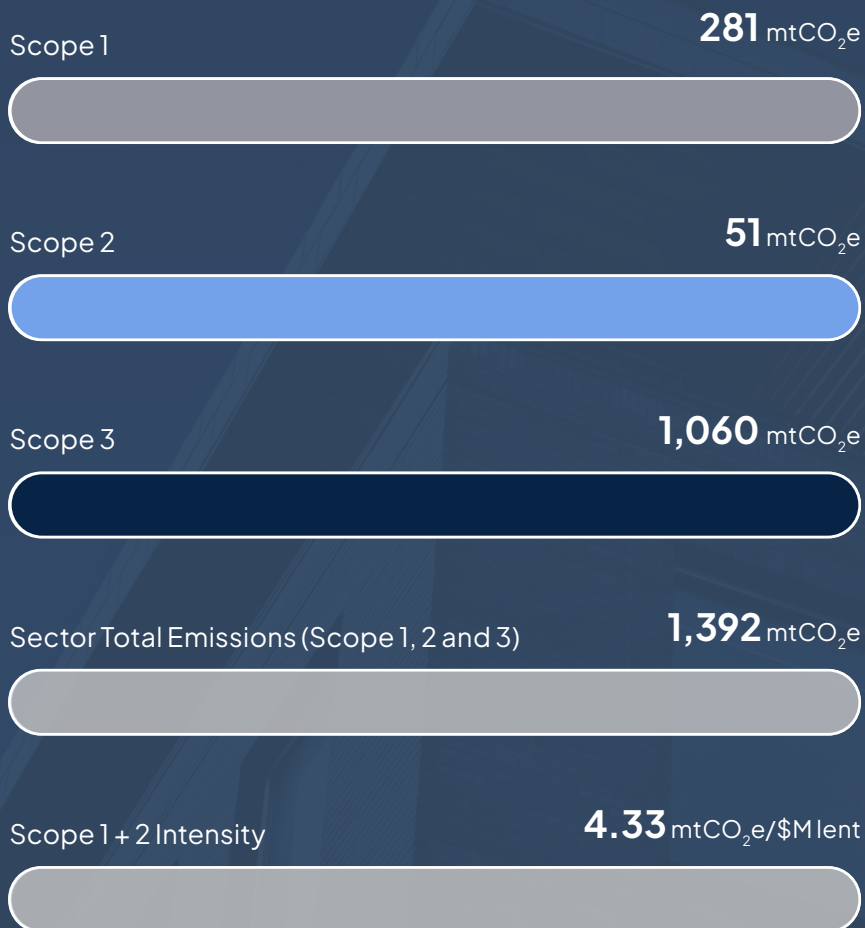 Scope 1 281 mtCO₂e
Scope 2 51 mtCO₂e
Scope 3 1,060 mtCO₂e
Sector Total Emissions (Scope 1, 2 and 3) 1,392 mtCO₂e
Scope 1 + 2 Intensity 4.33 mtCO₂e/$M lent